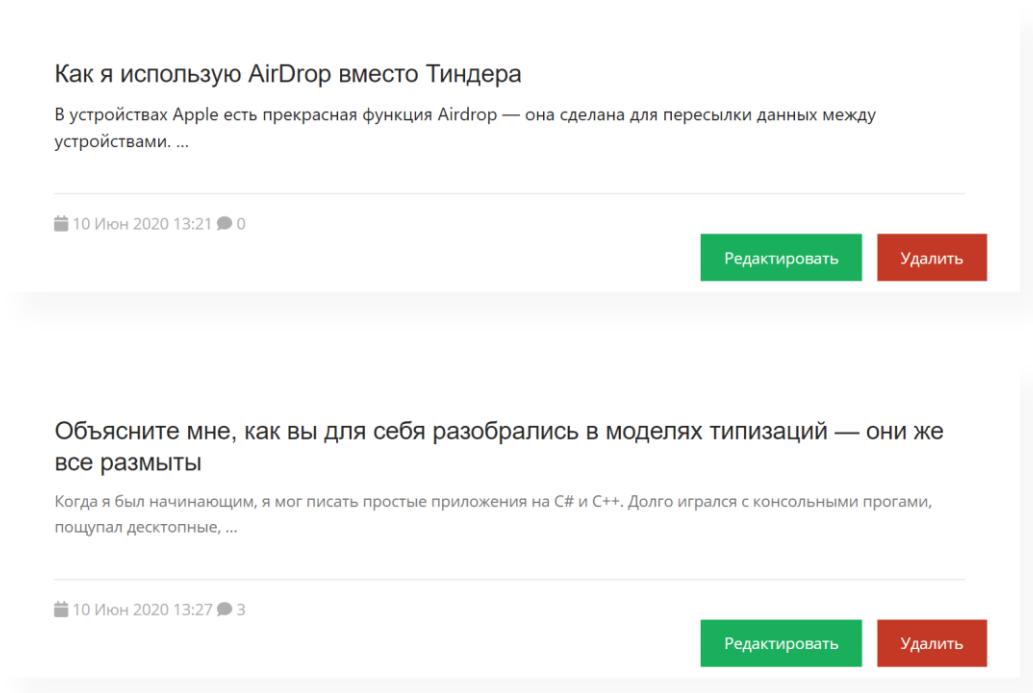 Как я использую AirDrop вместо Тиндера
В устройствах Apple есть прекрасная функция Airdrop — она сделана для пересылки данных между
устройствами. ...
10 Июн 2020 13:21 0
Редактировать Удалить
Объясните мне, как вы для себя разобрались в моделях типизаций — они же
все размыты
Когда я был начинающим, я мог писать простые приложения на C# и C++. Долго игрался с консольными прогами,
пощупал десктопные, ...
10 Июн 2020 13:27 3
Редактировать Удалить